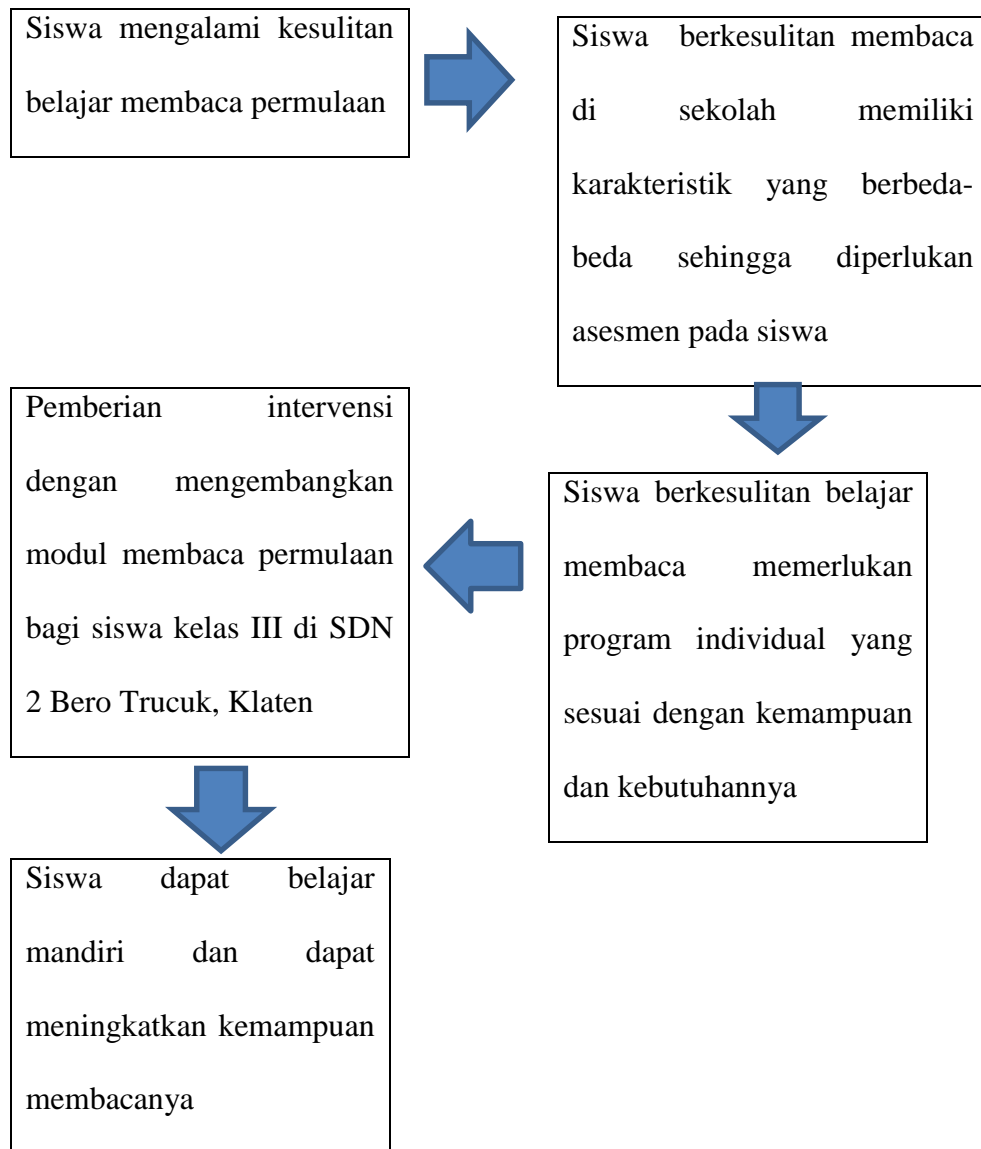 Siswa mengalami kesulitan
belajar membaca permulaan
Siswa berkesulitan membaca
di sekolah memiliki
karakteristik yang berbeda-
beda sehingga diperlukan
asesmen pada siswa
Siswa berkesulitan belajar
membaca memerlukan
program individual yang
sesuai dengan kemampuan
dan kebutuhannya
Pemberian intervensi
dengan mengembangkan
modul membaca permulaan
bagi siswa kelas III di SDN
2 Bero Trucuk, Klaten
Siswa dapat belajar
mandiri dan dapat
meningkatkan kemampuan
membacanya